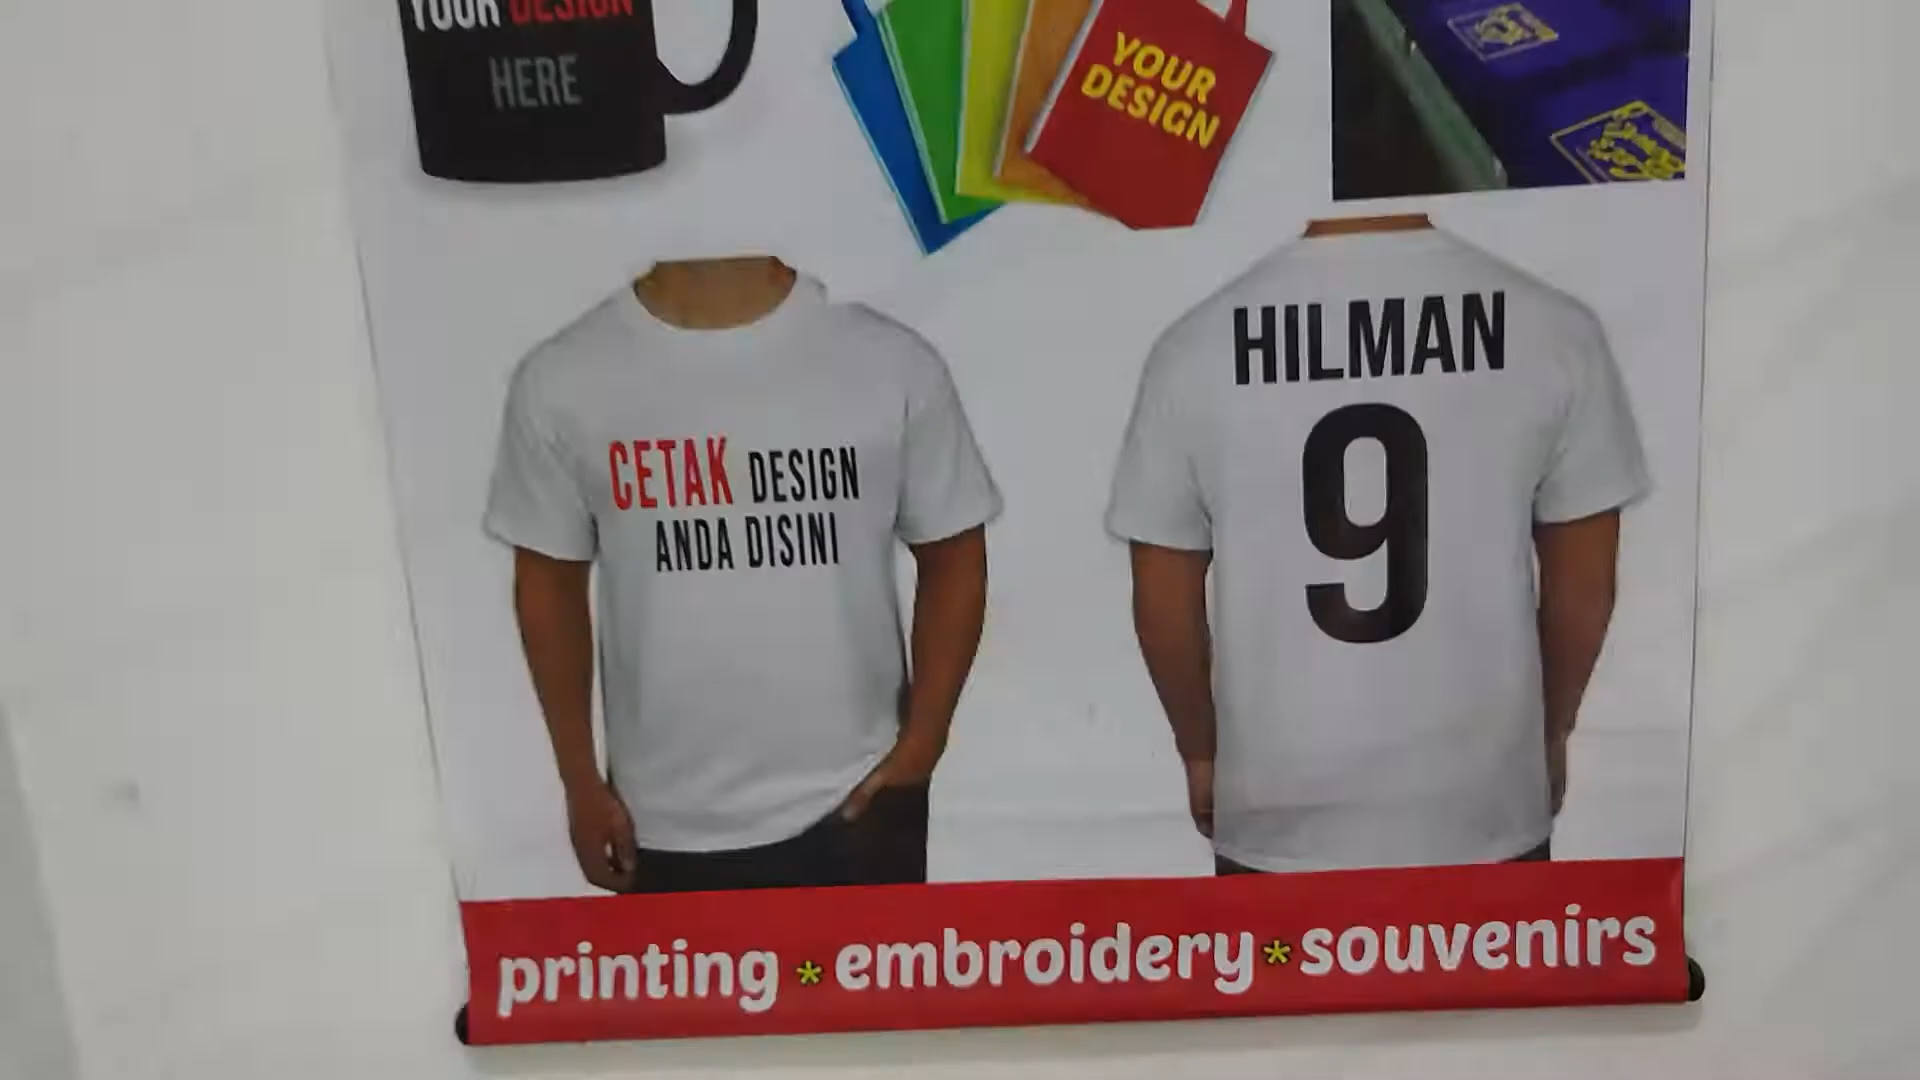 YOUR DESIGN
HERE
YOUR
DESIGN
CETAK DESIGN
ANDA DISINI
HILMAN
9
printing * embroidery * souvenirs